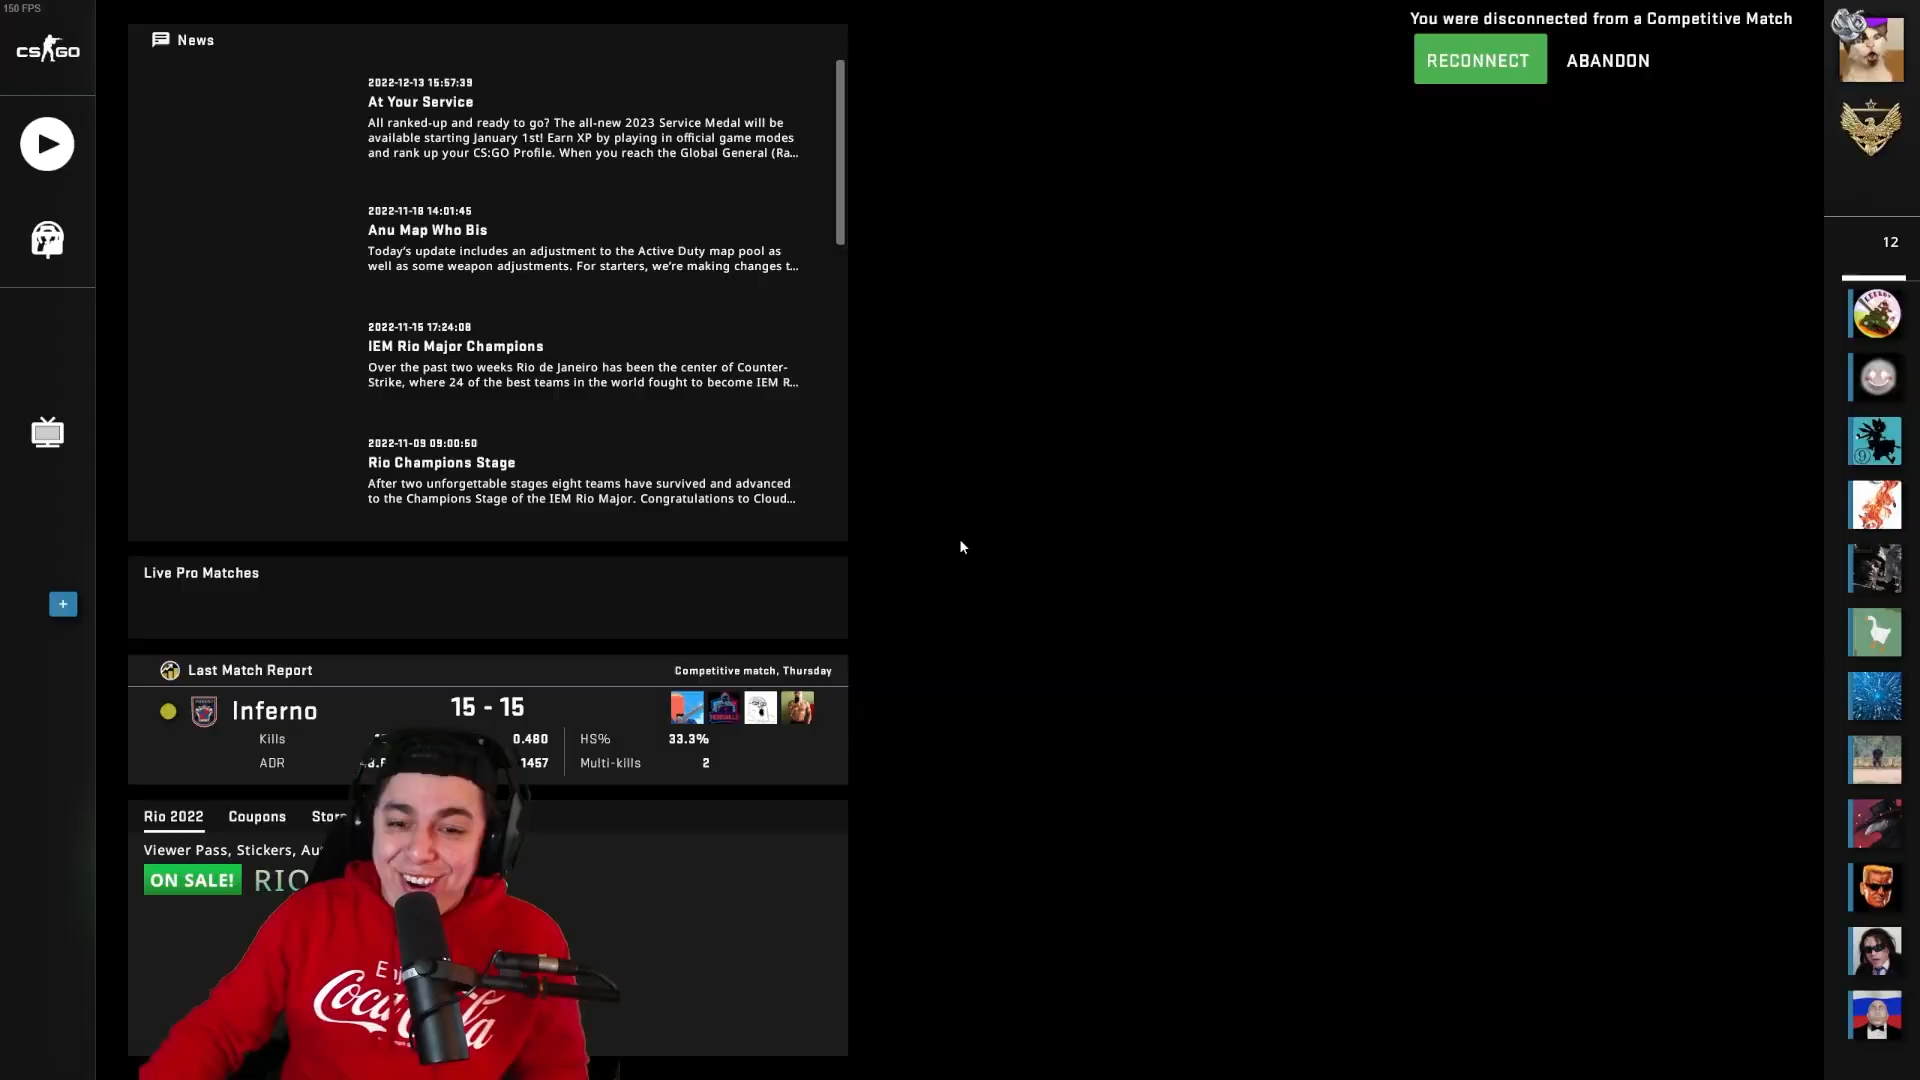 150 FPS
CS GO
News
2022-12-13 15:57:39
At Your Service
All ranked-up and ready to go? The all-new 2023 Service Medal will be
available starting January 1st! Earn XP by playing in official game modes
and rank up your CS:GO Profile. When you reach the Global General (Ra...
2022-11-18 14:01:45
Anu Map Who Bis
Today's update includes an adjustment to the Active Duty map pool as
well as some weapon adjustments. For starters, we're making changes t...
2022-11-15 17:24:08
IEM Rio Major Champions
Over the past two weeks Rio de Janeiro has been the center of Counter-
Strike, where 24 of the best teams in the world fought to become IEM R...
2022-11-09 09:00:50
Rio Champions Stage
After two unforgettable stages eight teams have survived and advanced
to the Champions Stage of the IEM Rio Major. Congratulations to Cloud...
Live Pro Matches
Last Match Report
Competitive match, Thursday
Inferno
15 - 15
Kills
0.480
HS%
33.3%
ADR
1457
Multi-kills
2
Rio 2022
Coupons
Store
Viewer Pass, Stickers,
ON SALE!
RIO
Coca Cola
You were disconnected from a Competitive Match
RECONNECT
ABANDON
12
+